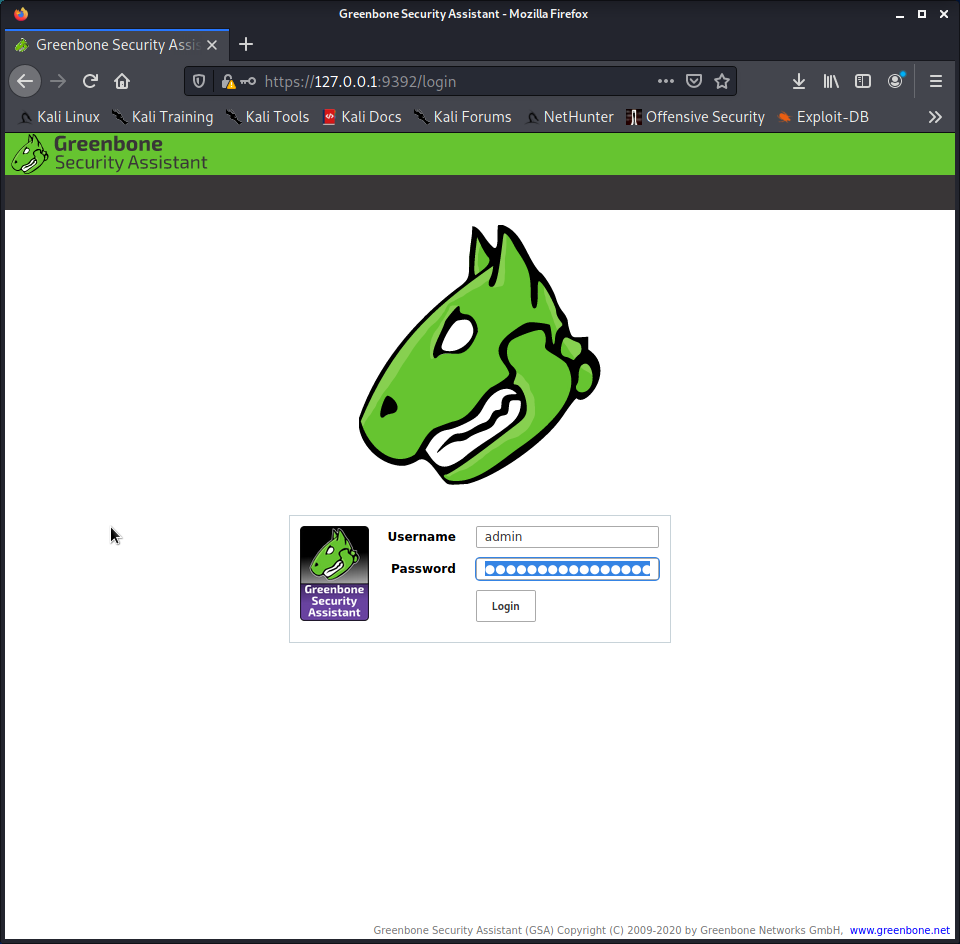 Greenbone Security Assistant - Mozilla Firefox
Greenbone Security Assis
https://127.0.0.1:9392/login
Kali Linux Kali Training Kali Tools Kali Docs Kali Forums NetHunter Offensive Security Exploit-DB
Greenbone
Security Assistant
Username admin
Password
Greenbone
Security
Assistant
Login
Greenbone Security Assistant (GSA) Copyright (C) 2009-2020 by Greenbone Networks GmbH, www.greenbone.net